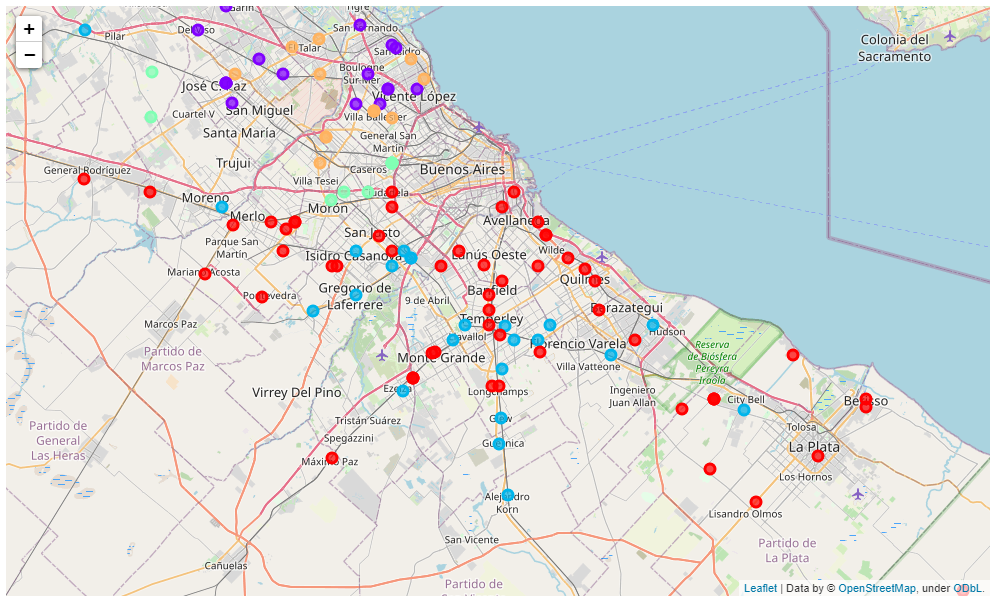 +
−
Pilar
Tigre
San Fernando
El Talar
San Isidro
Boulogne
Sur Mer
Colonia del
Sacramento
José C. Paz
Vicente López
San Miguel
Cuartel V
Villa Ballester
Santa María
General San
Martín
Trujui
Caseros
Buenos Aires
General Rodríguez
Villa Tesei
Moreno
Merlo
Morón
Avellaneda
San Justo
Parque San
Martín
Isidro Casanova
Lanús Oeste
Wilde
Mariano Acosta
Quilmes
Pontevedra
Gregorio de
Laferrere
Banfield
9 de Abril
Berazategui
Marcos Paz
Temperley
Hudson
Monte Grande
Florencio Varela
Reserva
de Biósfera
Pereyra
Iraola
Partido de
Marcos Paz
Villa Vatteone
Virrey Del Pino
Ezeiza
Longchamps
Ingeniero
Juan Allan
City Bell
Berisso
Tristán Suárez
Glew
Tolosa
Partido de
General
Las Heras
Spegazzini
Guernica
La Plata
Máximo Paz
Los Hornos
Alejandro
Korn
Lisandro Olmos
San Vicente
Partido de
La Plata
Cañuelas
Partido de
Leaflet | Data by © OpenStreetMap, under ODbL.